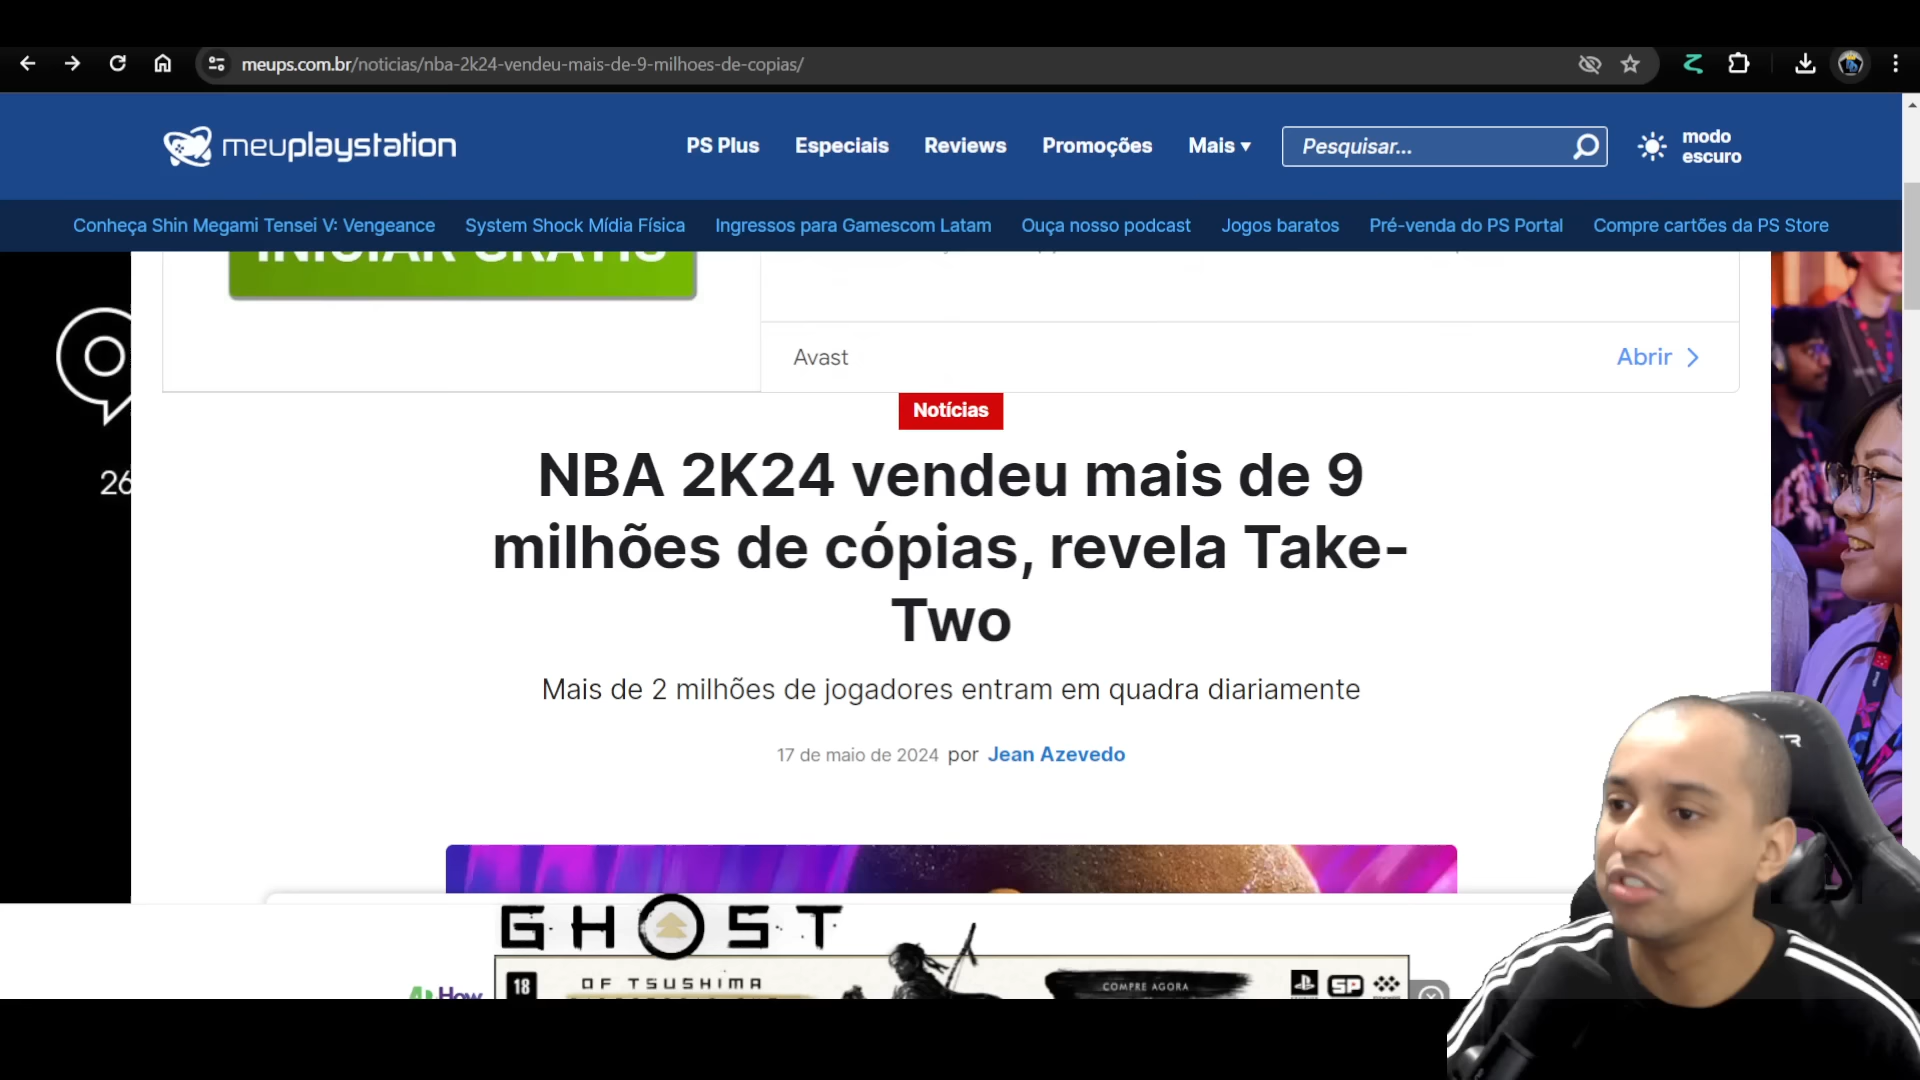 meups.com.br/noticias/nba-2k24-vendeu-mais-de-9-milhoes-de-copias/
meuplaystation
PS Plus
Especiais
Reviews
Promoções
Mais ▾
Pesquisar...
modo
escuro
Conheça Shin Megami Tensei V: Vengeance
System Shock Mídia Física
Ingressos para Gamescom Latam
Ouça nosso podcast
Jogos baratos
Pré-venda do PS Portal
Compre cartões da PS Store
INICIAR GRÁTIS
Avast
Abrir
26
Notícias
NBA 2K24 vendeu mais de 9
milhões de cópias, revela Take-
Two
Mais de 2 milhões de jogadores entram em quadra diariamente
17 de maio de 2024 por Jean Azevedo
GHOST
18
OF TSUSHIMA
COMPRE AGORA
How